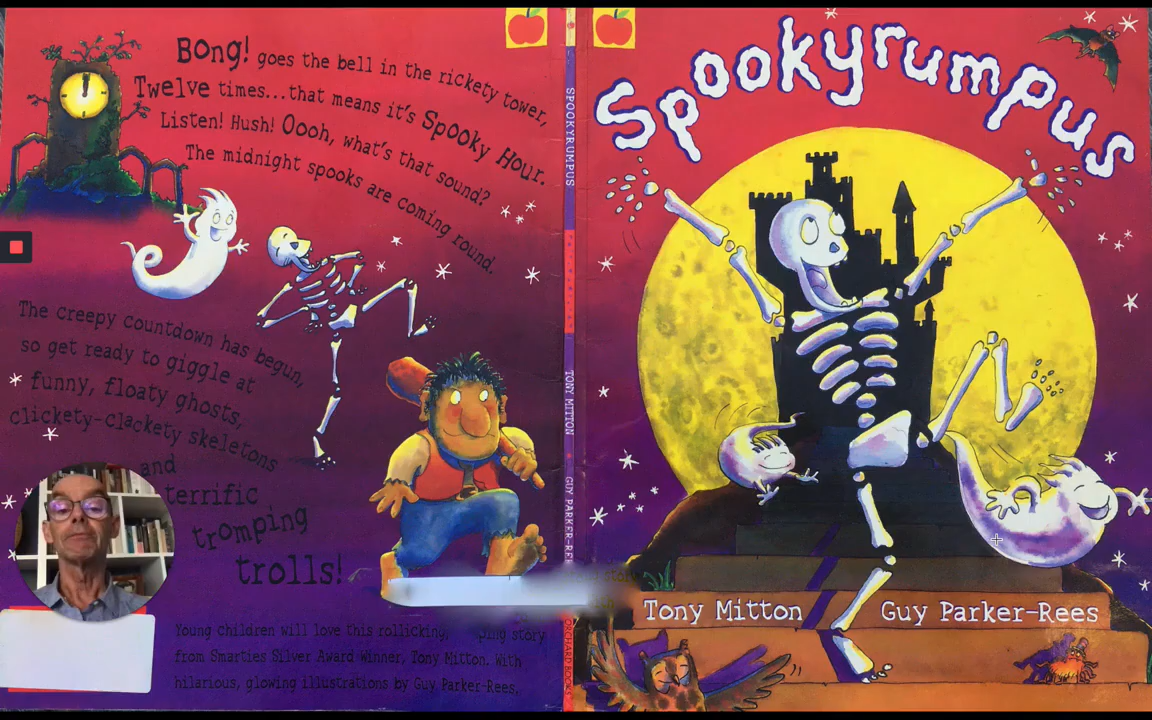 Bong! goes the bell in the rickety tower,
Twelve times...that means it's Spooky Hour.
Listen! Hush! Oooh, what's that sound?
The midnight spooks are coming round.
The creepy countdown has begun,
so get ready to giggle at
funny, floaty ghosts,
clickety-clackety skeletons
and
terrific
tromping
trolls!
Young children will love this rollicking, story
from Smarties Silver Award Winner, Tony Mitton. With
hilarious, glowing illustrations by Guy Parker-Rees,
SPOOKYRUMPUS
TONY MITTON
GUY PARKER-REES
ORCHARD BOOKS
Spookyrumpus
Tony Mitton
Guy Parker-Rees